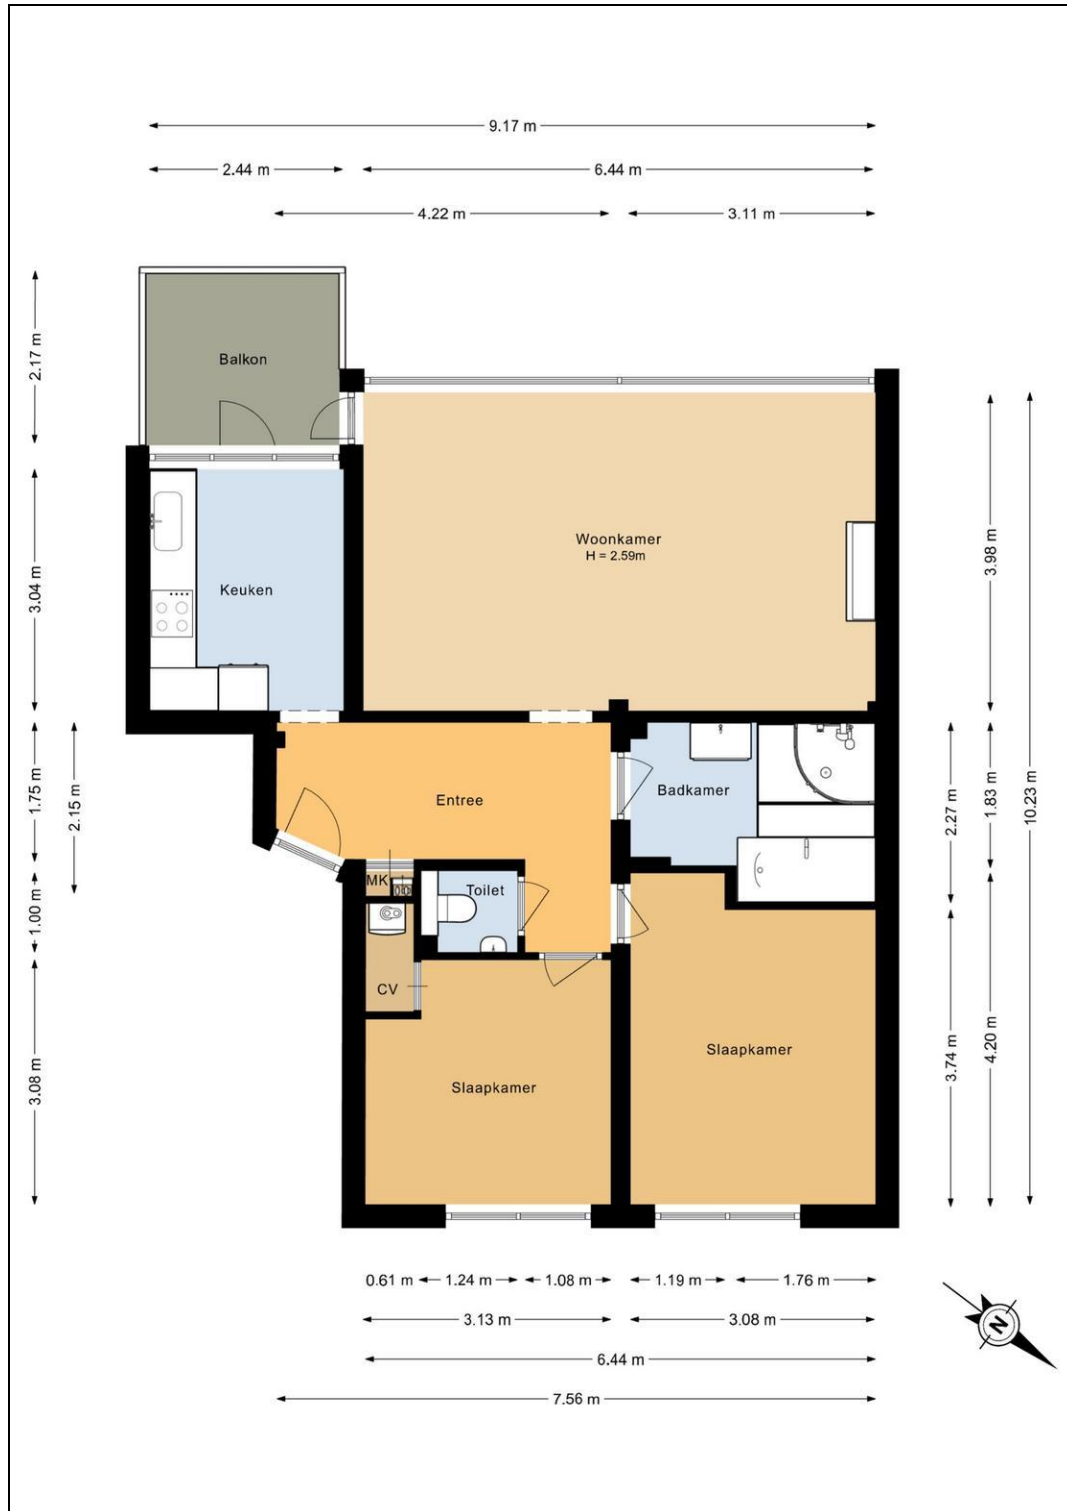 9.17 m
2.44 m
6.44 m
4.22 m
3.11 m
2.17 m
Balkon
3.04 m
Keuken
Woonkamer
H = 2.59m
3.98 m
1.75 m
2.15 m
Entree
Badkamer
2.27 m
1.83 m
10.23 m
1.00 m
MK
Toilet
CV
3.08 m
Slaapkamer
Slaapkamer
3.74 m
4.20 m
0.61 m
1.24 m
1.08 m
1.19 m
1.76 m
3.13 m
3.08 m
6.44 m
7.56 m
N